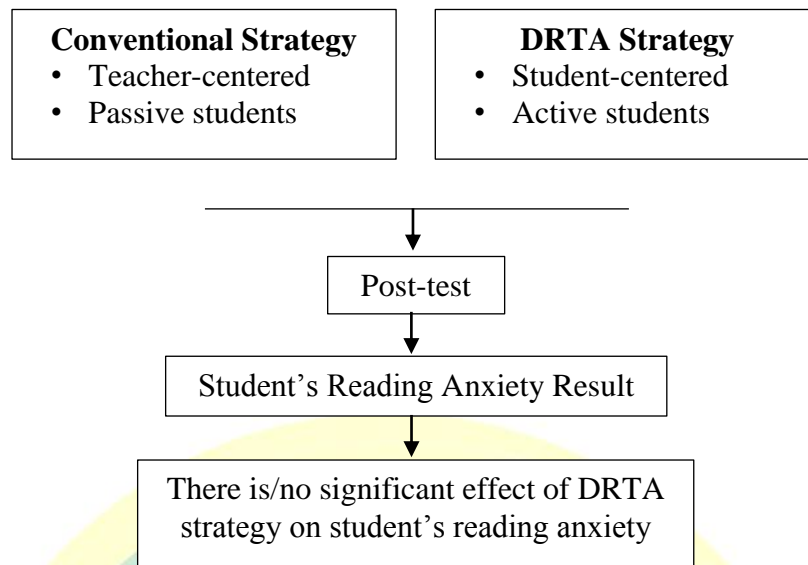 Conventional Strategy
• Teacher-centered
• Passive students
DRTA Strategy
• Student-centered
• Active students
Post-test
Student’s Reading Anxiety Result
There is/no significant effect of DRTA
strategy on student’s reading anxiety